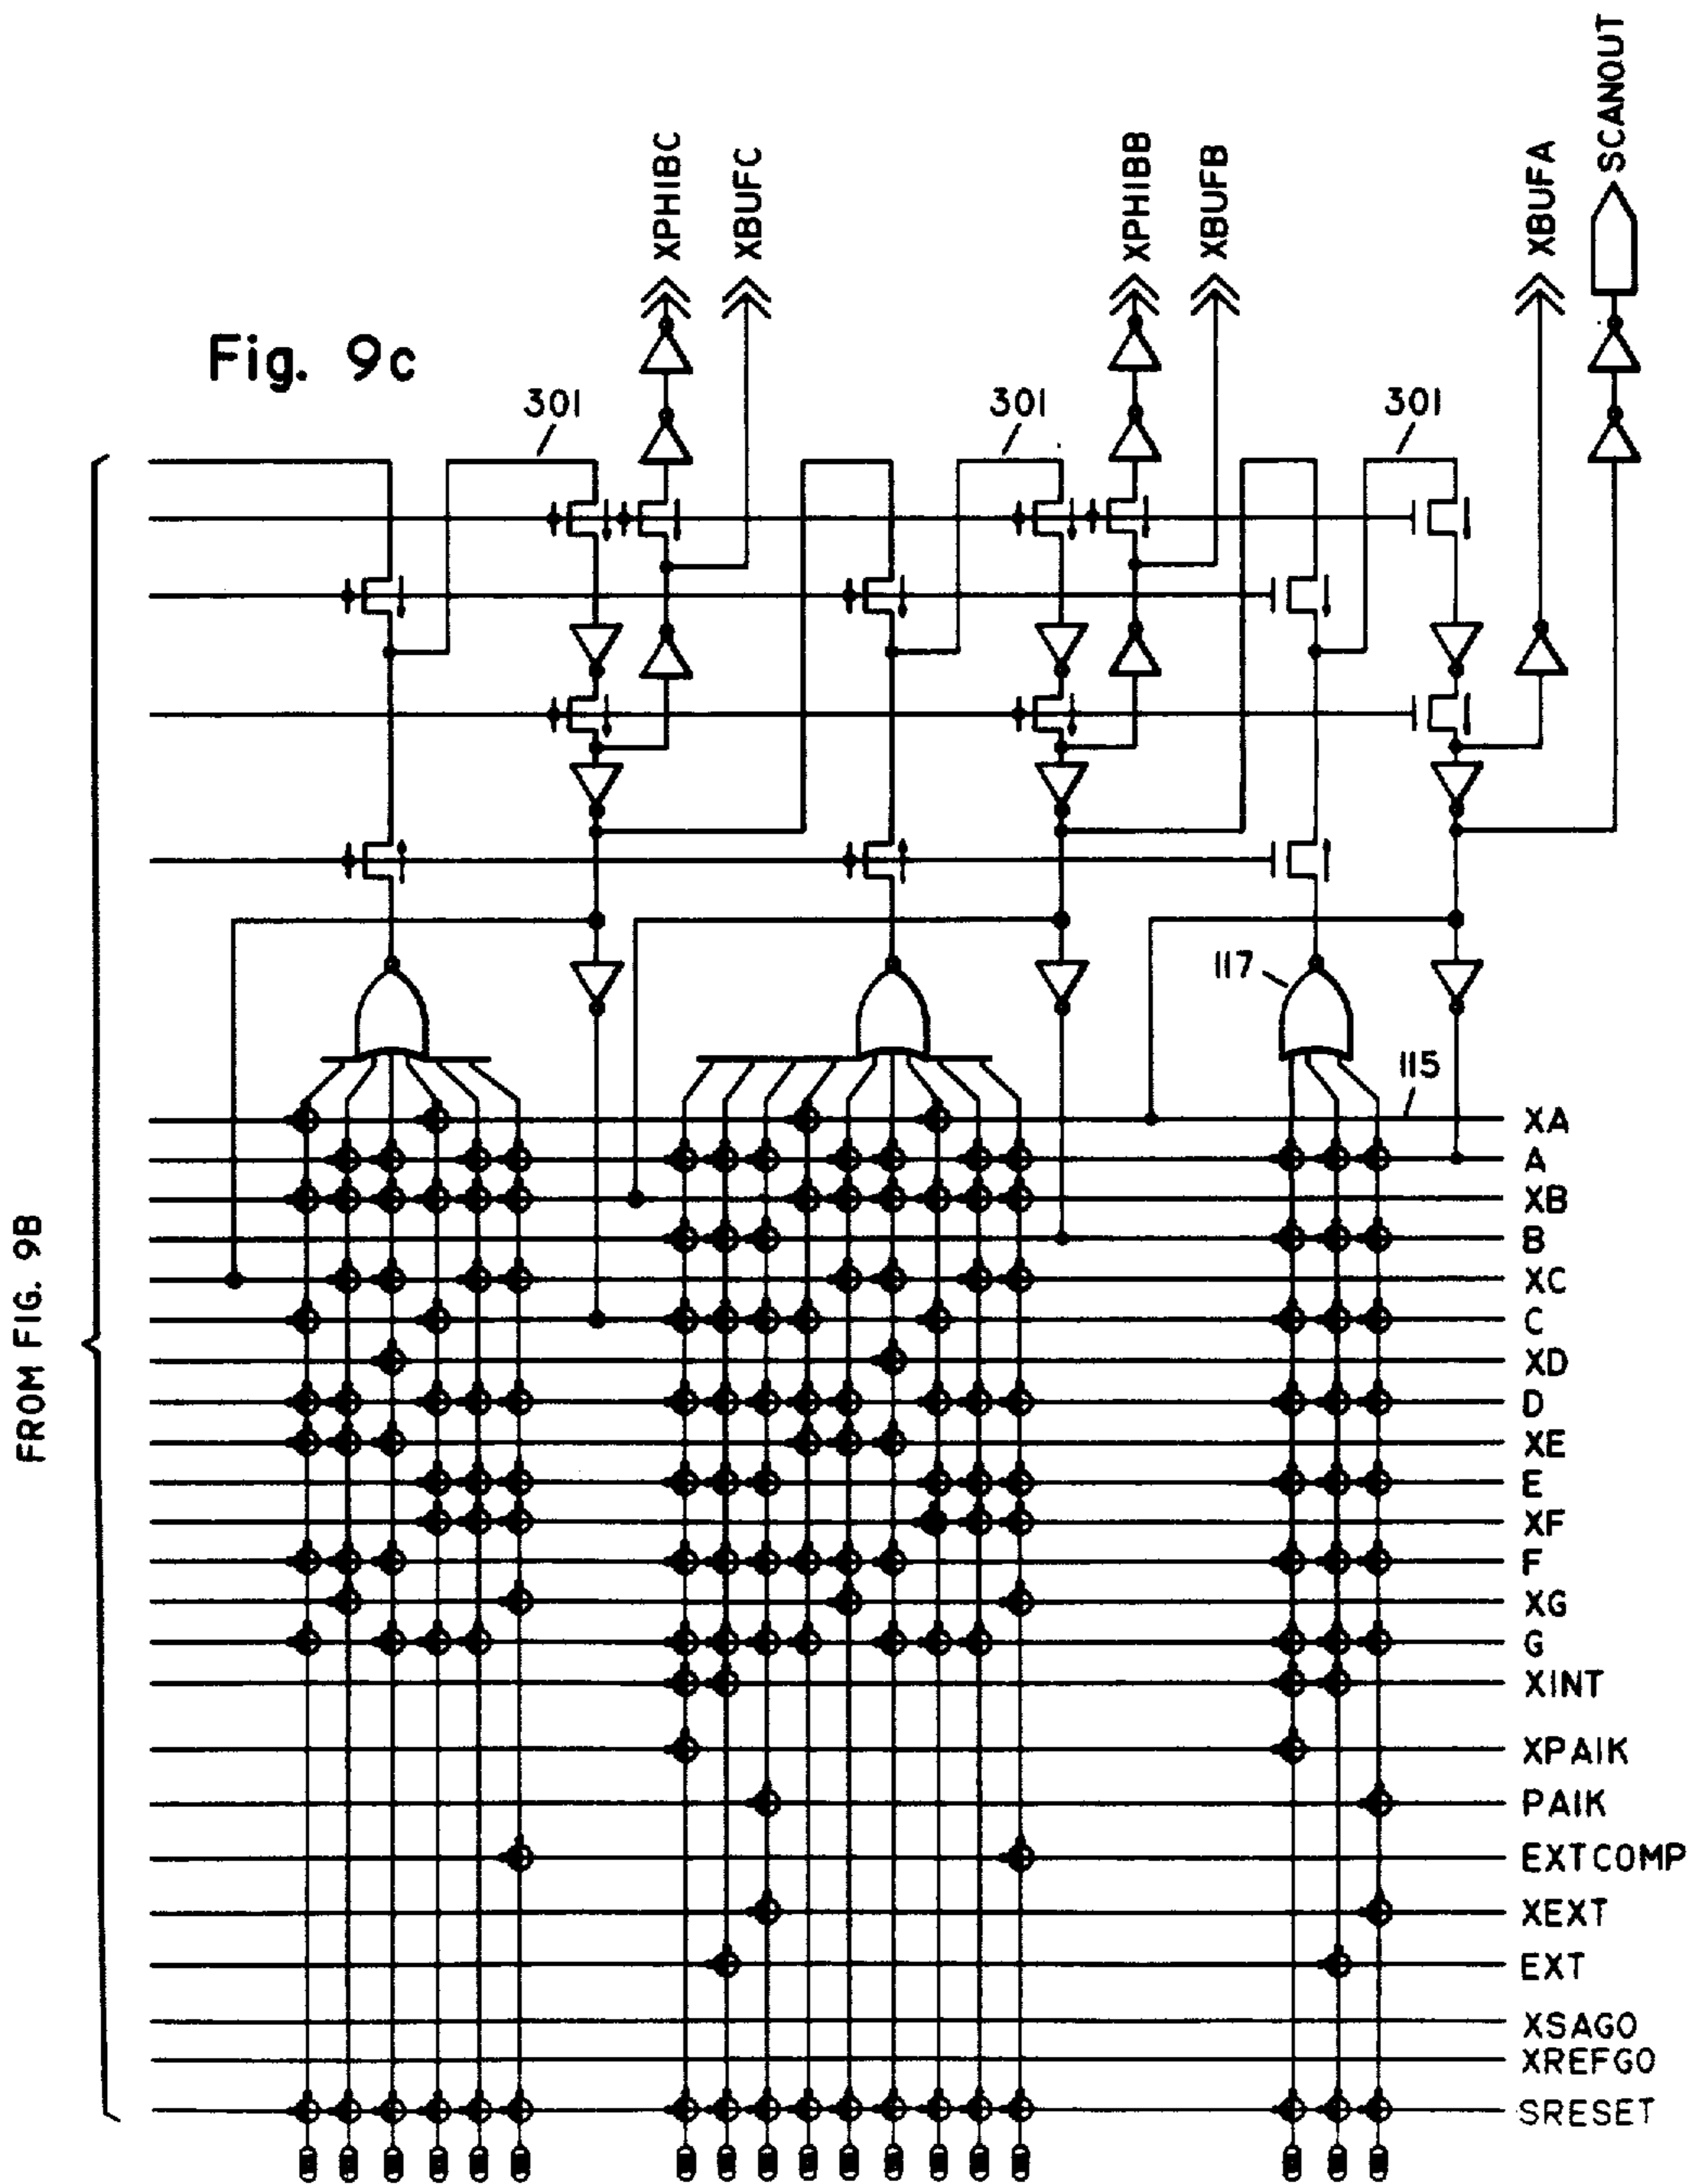 SCANOUT
XPHIBC
XBUFC
XPHIBB
XBUFB
XBUFA
Fig. 9c
301
301
301
117
115
FROM FIG. 9B
XA
A
XB
B
XC
C
XD
D
XE
E
XF
F
XG
G
XINT
XPAIK
PAIK
EXTCOMP
XEXT
EXT
XSAGO
XREFGO
SRESET